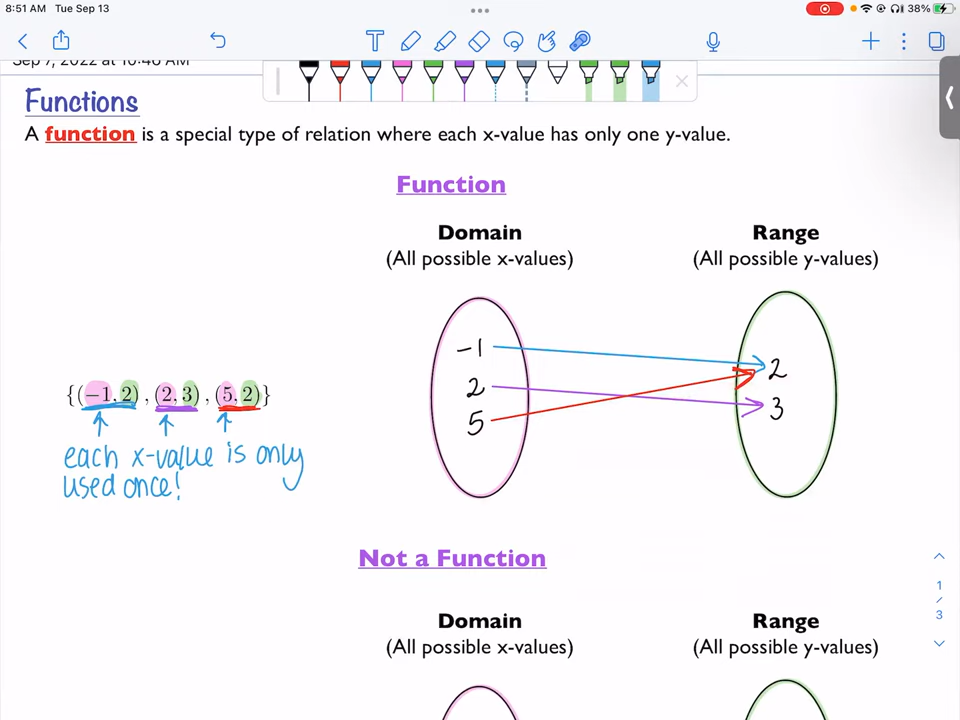 8:51 AM Tue Sep 13
38%
Sep 7, 2022 at 10:46 AM
Functions
A function is a special type of relation where each x-value has only one y-value.
Function
Domain
(All possible x-values)
Range
(All possible y-values)
-1
2
5
2
3
{(−1, 2), (2, 3), (5, 2)}
each x-value is only
used once!
Not a Function
Domain
(All possible x-values)
Range
(All possible y-values)
1
/
3